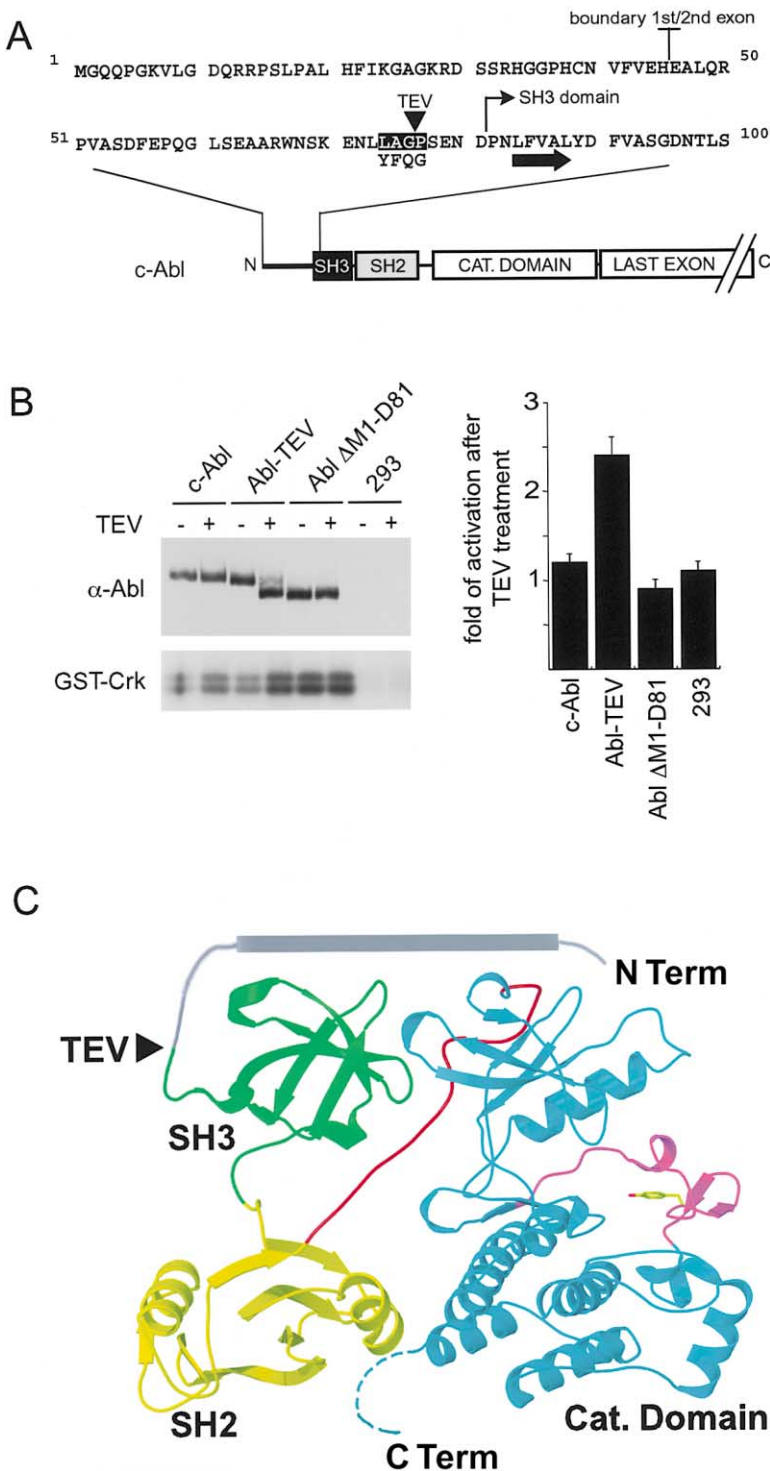 A
boundary 1st/2nd exon
1 MGQQPGKVLG DQRRPSLPAL HFIKGAGKRD SSRHGGPHCN VFVEHEALQR 50
TEV
SH3 domain
51 PVASDFEPQG LSEAARWNSK ENLLAGPSEN DPNLFVALYD FVASGDNTLS 100
YFQG
c-Abl N SH3 SH2 CAT. DOMAIN LAST EXON C
B
c-Abl Abl-TEV Abl ΔM1-D81 293
TEV - + - + - + - +
α-Abl
GST-Crk
fold of activation after
TEV treatment
3
2
1
c-Abl
Abl-TEV
Abl ΔM1-D81
293
C
N Term
TEV
SH3
SH2
Cat. Domain
C Term